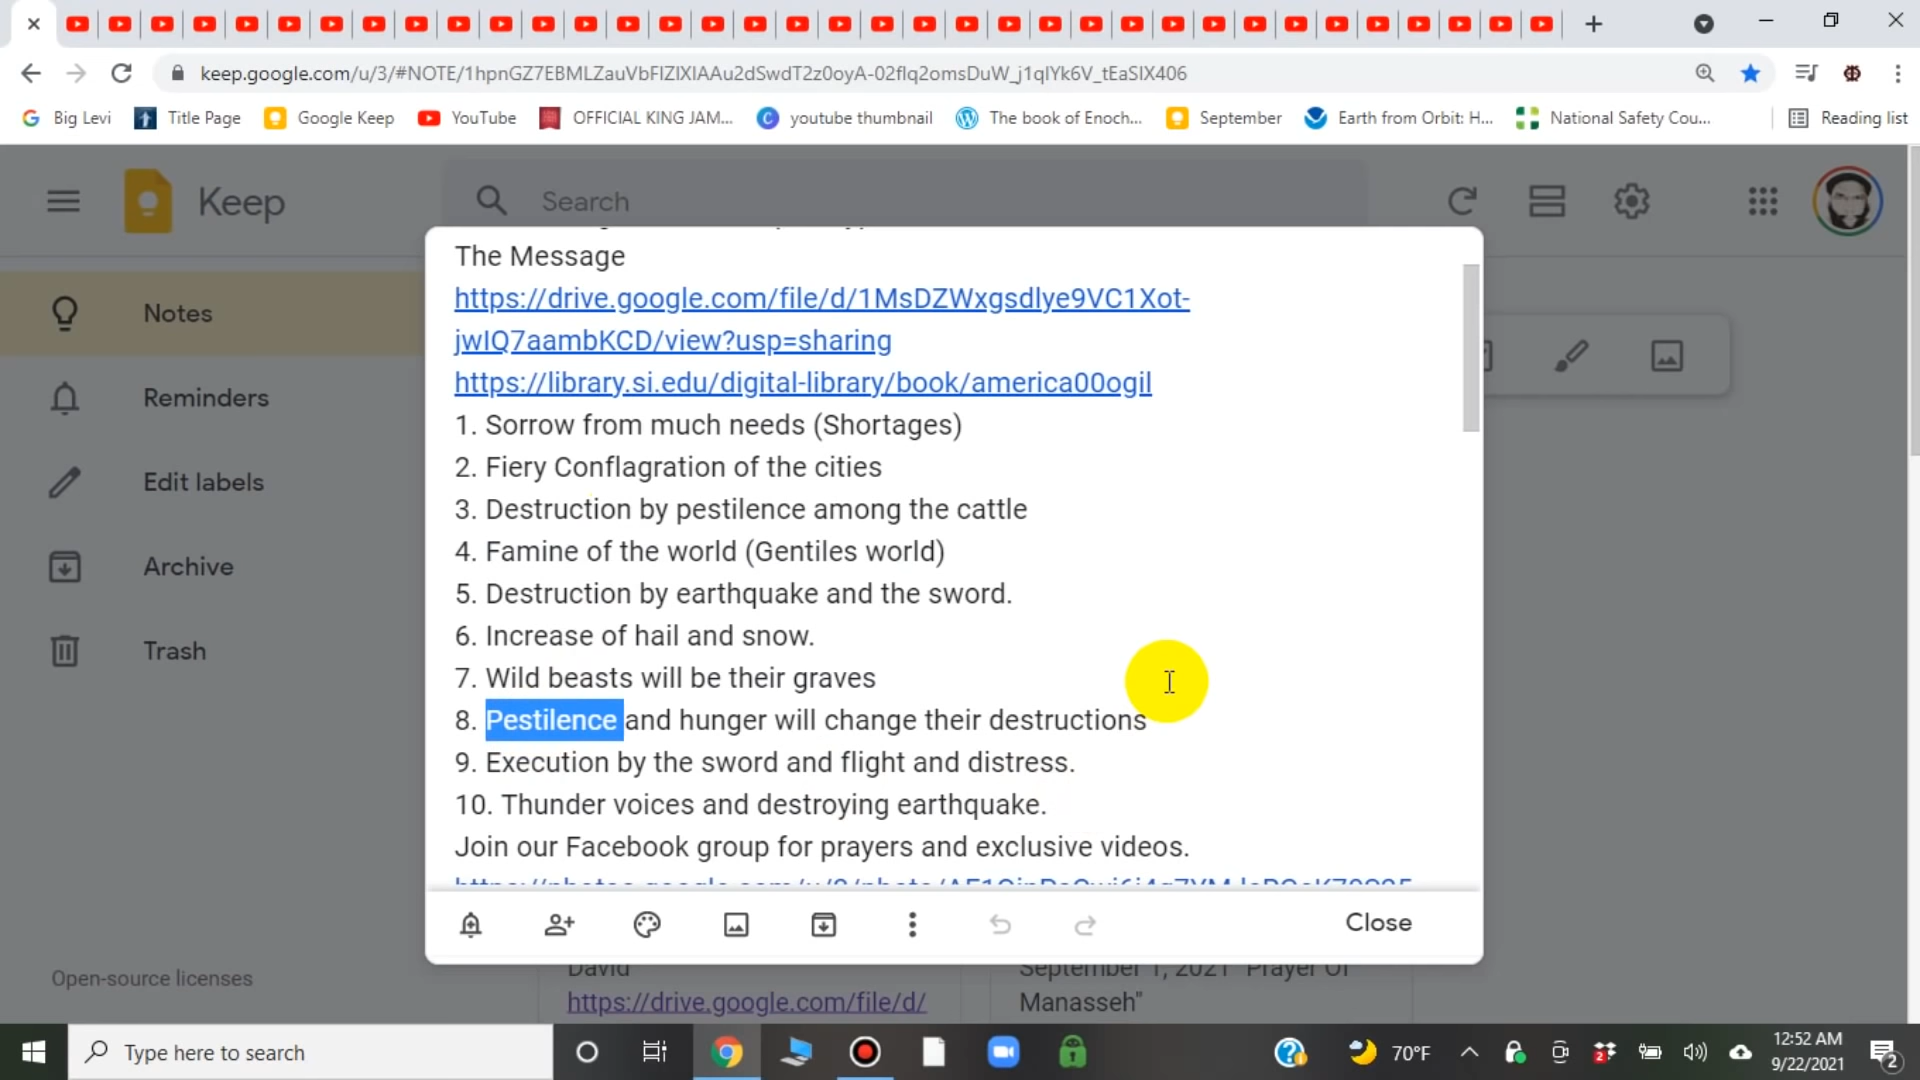 keep.google.com/u/3/#NOTE/1hpnGZ7EBMLZauVbFIZIXIAAu2dSwdT2z0oyA-02flq2omsDuW_j1qIYk6V_tEaSIX406
Big Levi Title Page Google Keep YouTube OFFICIAL KING JAM... youtube thumbnail The book of Enoch... September Earth from Orbit: H... National Safety Cou... Reading list
Keep Search
The Message
https://drive.google.com/file/d/1MsDZWxgsdlye9VC1Xot-
Notes
jwIQ7aambKCD/view?usp=sharing
https://library.si.edu/digital-library/book/america00ogil
Reminders
1. Sorrow from much needs (Shortages)
2. Fiery Conflagration of the cities
Edit labels
3. Destruction by pestilence among the cattle
4. Famine of the world (Gentiles world)
Archive
5. Destruction by earthquake and the sword.
6. Increase of hail and snow.
Trash
7. Wild beasts will be their graves
8. Pestilence and hunger will change their destructions
9. Execution by the sword and flight and distress.
10. Thunder voices and destroying earthquake.
Join our Facebook group for prayers and exclusive videos.
Close
David
September 1, 2021 "Prayer Of
Open-source licenses
https://drive.google.com/file/d/
Manasseh"
Type here to search
2
70°F
12:52 AM
9/22/2021
2